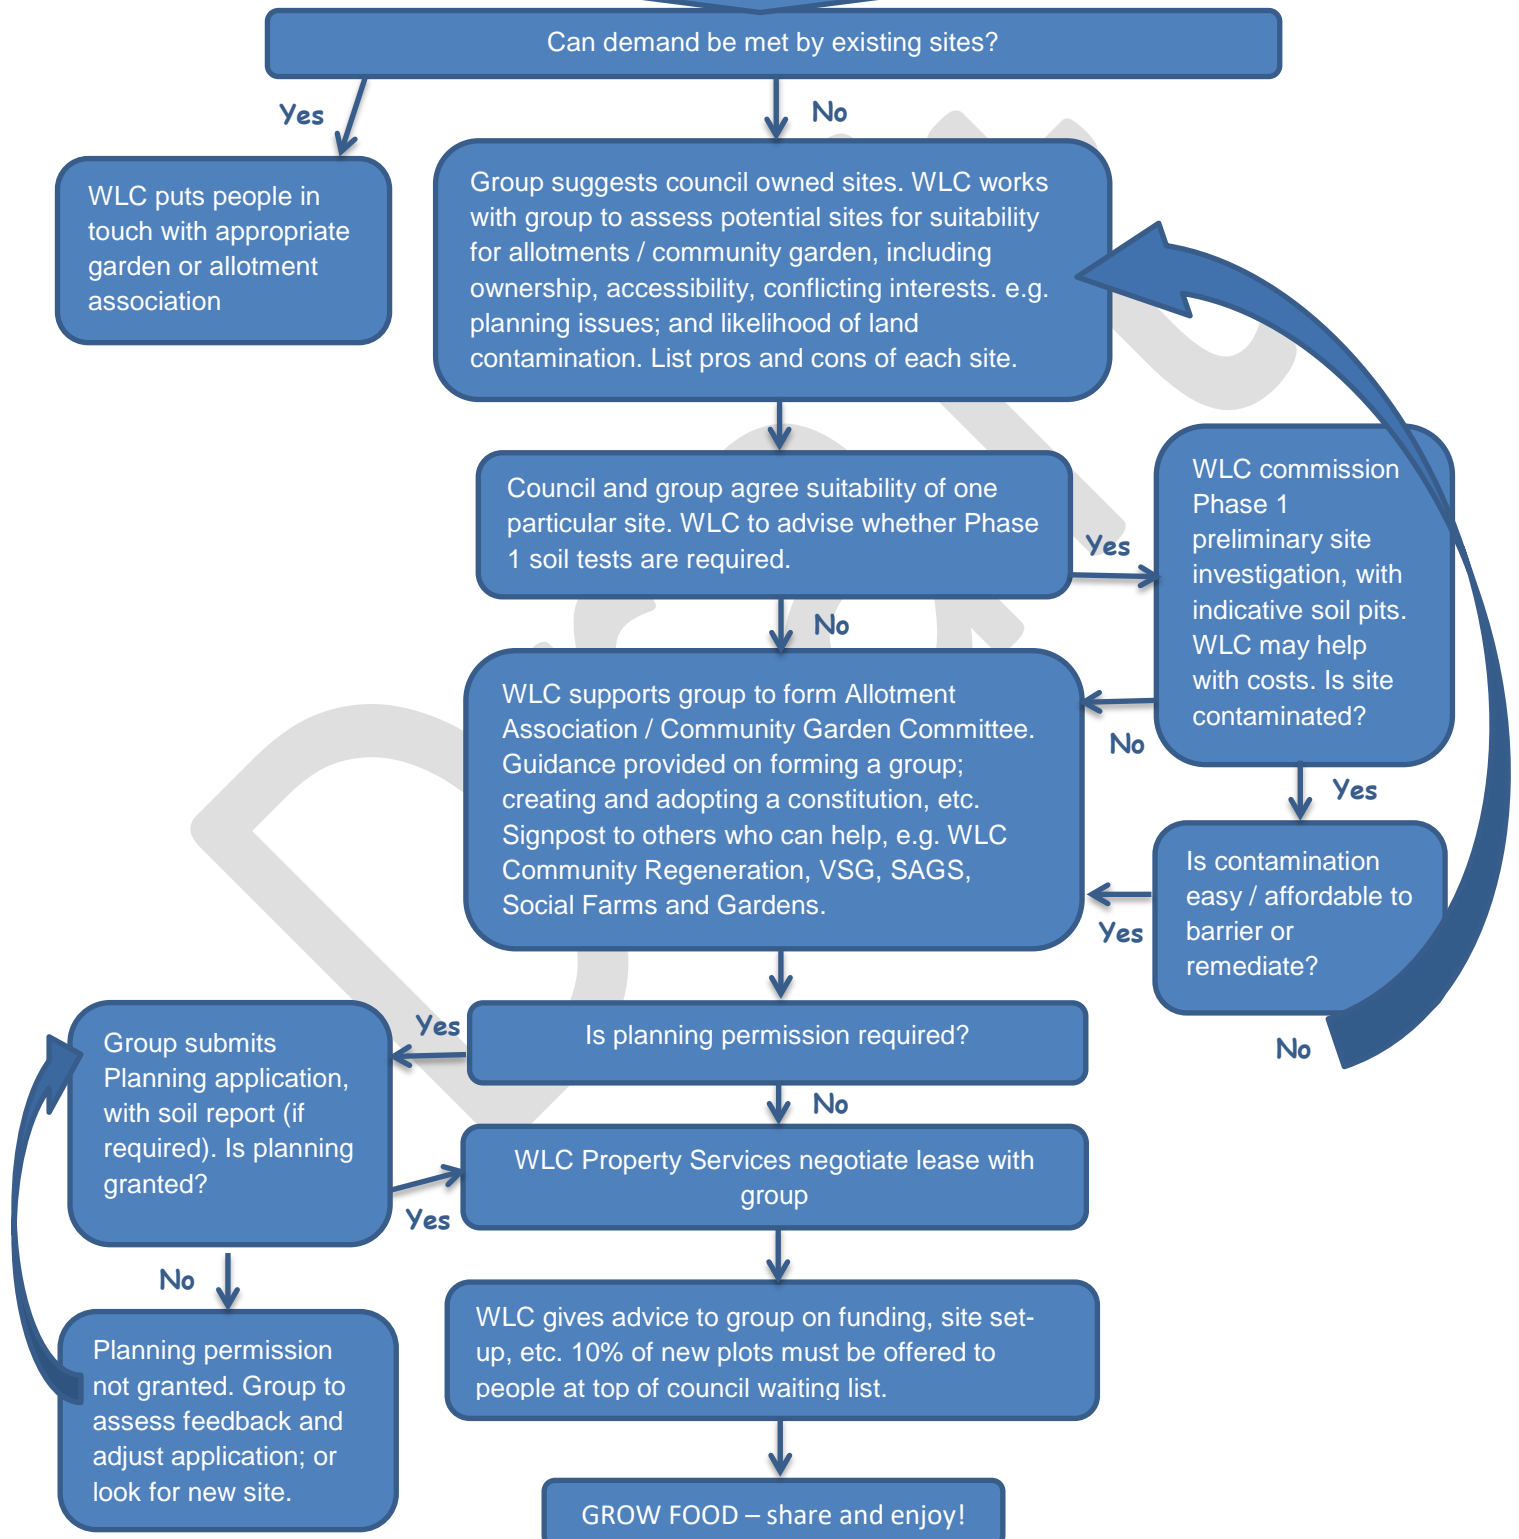 Can demand be met by existing sites?
Yes
No
WLC puts people in
touch with appropriate
garden or allotment
association
Group suggests council owned sites. WLC works
with group to assess potential sites for suitability
for allotments / community garden, including
ownership, accessibility, conflicting interests. e.g.
planning issues; and likelihood of land
contamination. List pros and cons of each site.
Council and group agree suitability of one
particular site. WLC to advise whether Phase
1 soil tests are required.
Yes
No
WLC commission
Phase 1
preliminary site
investigation, with
indicative soil pits.
WLC may help
with costs. Is site
contaminated?
No
Yes
WLC supports group to form Allotment
Association / Community Garden Committee.
Guidance provided on forming a group;
creating and adopting a constitution, etc.
Signpost to others who can help, e.g. WLC
Community Regeneration, VSG, SAGS,
Social Farms and Gardens.
Is contamination
easy / affordable to
barrier or
remediate?
Yes
No
Is planning permission required?
Yes
No
Group submits
Planning application,
with soil report (if
required). Is planning
granted?
Yes
No
WLC Property Services negotiate lease with
group
Planning permission
not granted. Group to
assess feedback and
adjust application; or
look for new site.
WLC gives advice to group on funding, site set-
up, etc. 10% of new plots must be offered to
people at top of council waiting list.
GROW FOOD – share and enjoy!
Draft